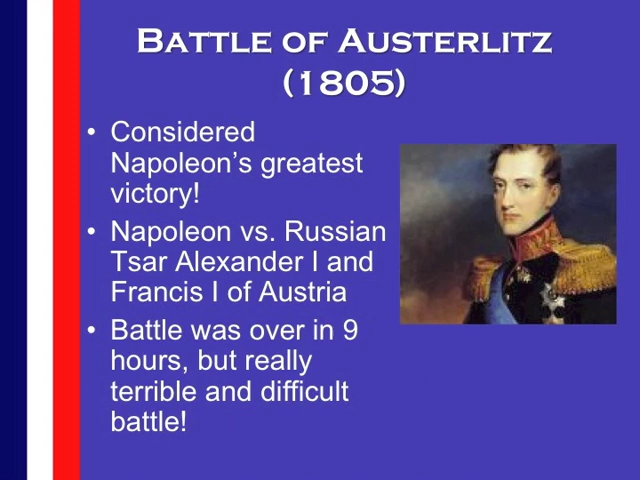 BATTLE OF AUSTERLITZ
(1805)
• Considered
Napoleon's greatest
victory!
• Napoleon vs. Russian
Tsar Alexander I and
Francis I of Austria
• Battle was over in 9
hours, but really
terrible and difficult
battle!